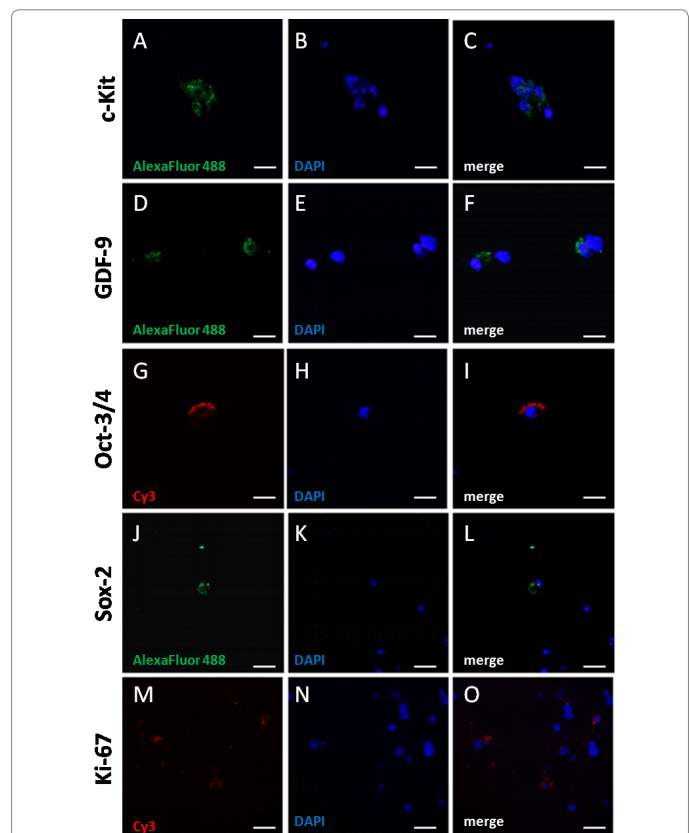 c-Kit
A
B
C
AlexaFluor 488
DAPI
merge
GDF-9
D
E
F
AlexaFluor 488
DAPI
merge
Oct-3/4
G
H
I
Cy3
DAPI
merge
Sox-2
J
K
L
AlexaFluor 488
DAPI
merge
Ki-67
M
N
O
Cy3
DAPI
merge